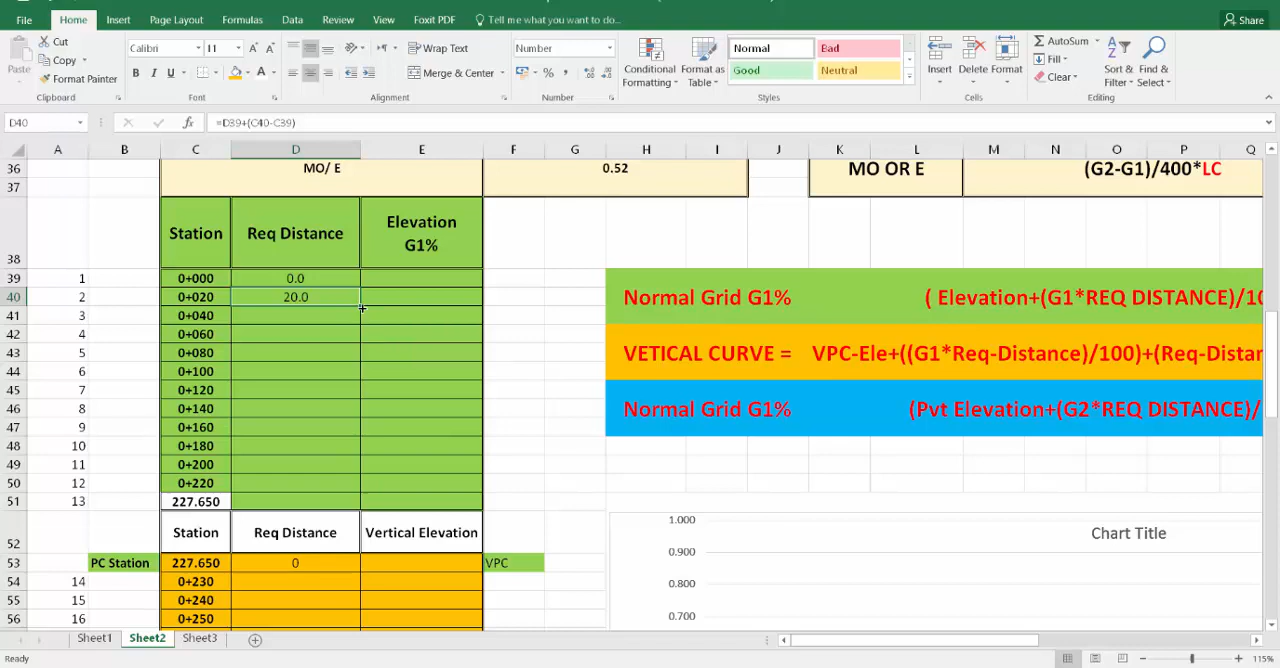 File Home Insert Page Layout Formulas Data Review View Foxit PDF Tell me what you want to do... Share
Cut
Copy
Format Painter
Paste
Clipboard
Calibri 11
B I U
Font
Wrap Text
Merge & Center
Alignment
Number
%
Number
Conditional Formatting
Format as Table
Normal Bad
Good Neutral
Styles
Insert Delete Format
Cells
AutoSum
Fill
Clear
Sort & Filter
Find & Select
Editing
D40 fx =D39+(C40-C39)
A B C D E F G H I J K L M N O P Q
36 MO/ E 0.52 MO OR E (G2-G1)/400*LC
37
38 Station Req Distance Elevation G1%
39 1 0+000 0.0
40 2 0+020 20.0 Normal Grid G1% ( Elevation+(G1*REQ DISTANCE)/10
41 3 0+040
42 4 0+060
43 5 0+080 VETICAL CURVE = VPC-Ele+((G1*Req-Distance)/100)+(Req-Distar
44 6 0+100
45 7 0+120
46 8 0+140 Normal Grid G1% (Pvt Elevation+(G2*REQ DISTANCE)/
47 9 0+160
48 10 0+180
49 11 0+200
50 12 0+220
51 13 227.650
52 Station Req Distance Vertical Elevation
53 PC Station 227.650 0 VPC
54 14 0+230
55 15 0+240
56 16 0+250
Chart Title
1.000
0.900
0.800
0.700
Sheet1 Sheet2 Sheet3
Ready 115%